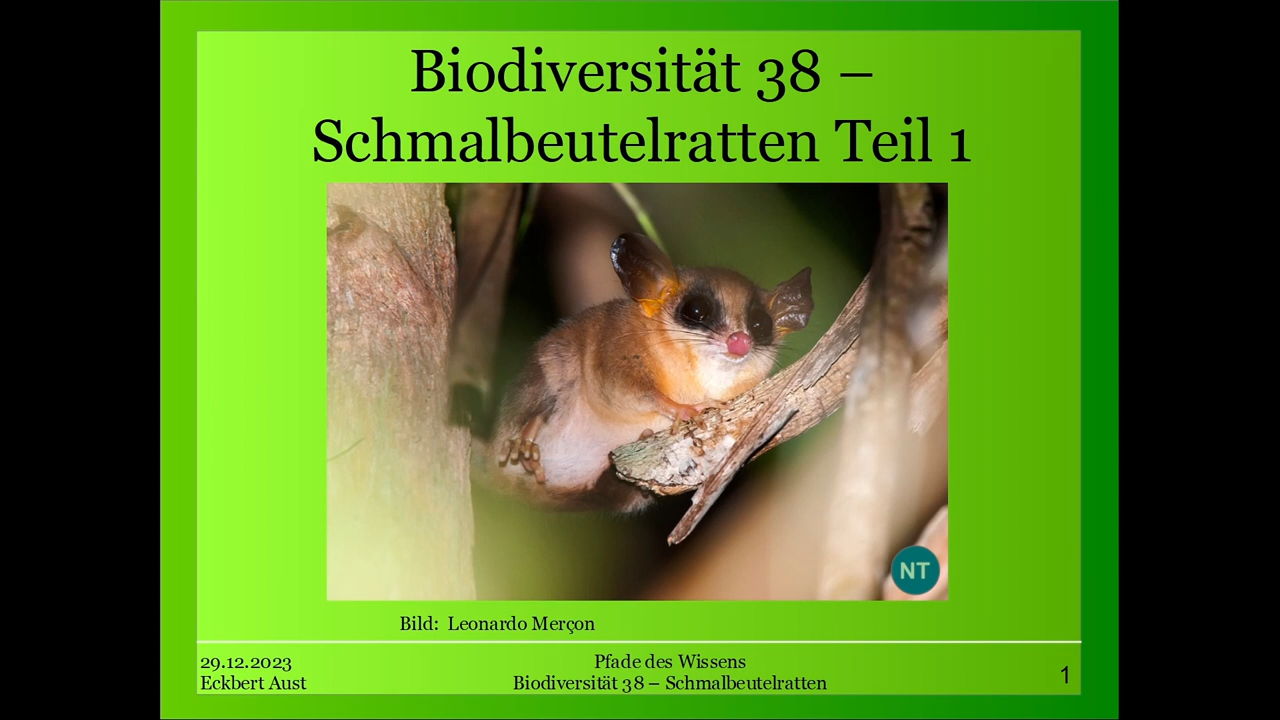 Biodiversität 38 –
Schmalbeutelratten Teil 1
NT
Bild: Leonardo Merçon
29.12.2023
Eckbert Aust
Pfade des Wissens
Biodiversität 38 – Schmalbeutelratten
1